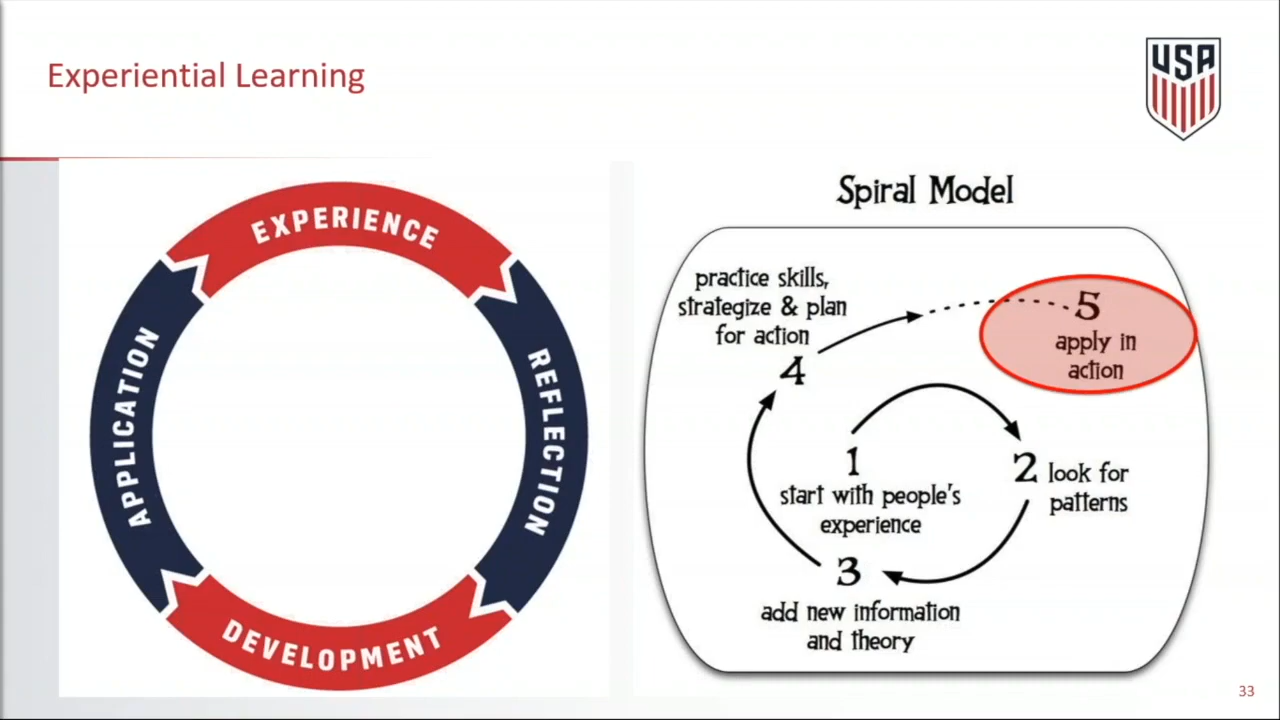 Experiential Learning
USA
EXPERIENCE
REFLECTION
DEVELOPMENT
APPLICATION
Spiral Model
practice skills,
strategize & plan
for action
4
5
apply in
action
1
start with people's
experience
2 look for
patterns
3
add new information
and theory
33